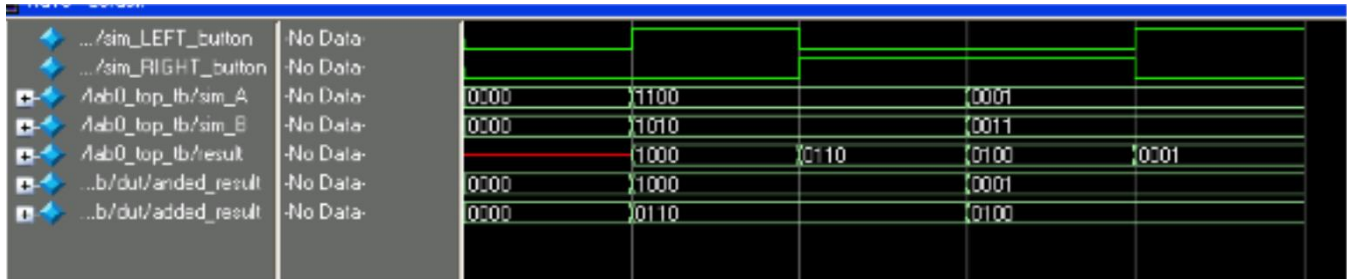 .../sim_LEFT_button -No Data-
.../sim_RIGHT_button -No Data-
/lab0_top_tb/sim_A -No Data- 0000 1100 0001
/lab0_top_tb/sim_B -No Data- 0000 1010 0011
/lab0_top_tb/result -No Data- 1000 0110 0100 0001
...b/dut/anded_result -No Data- 0000 1000 0001
...b/dut/added_result -No Data- 0000 0110 0100